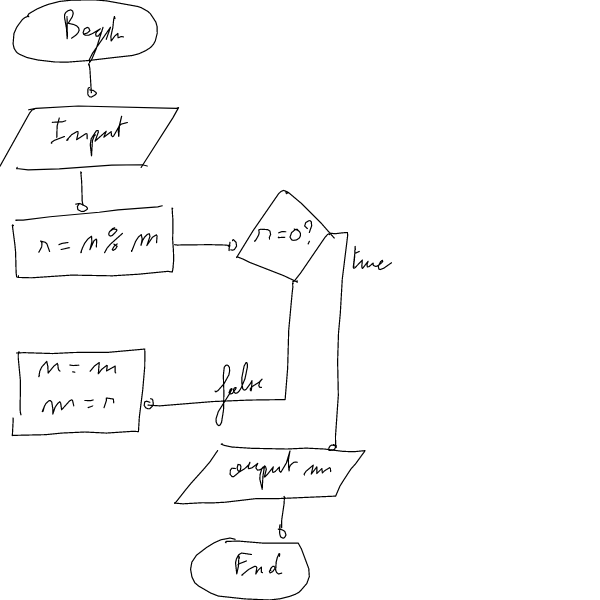 Begin
Input
r = n % m
r = 0?
true
n = m
m = r
false
output m
End